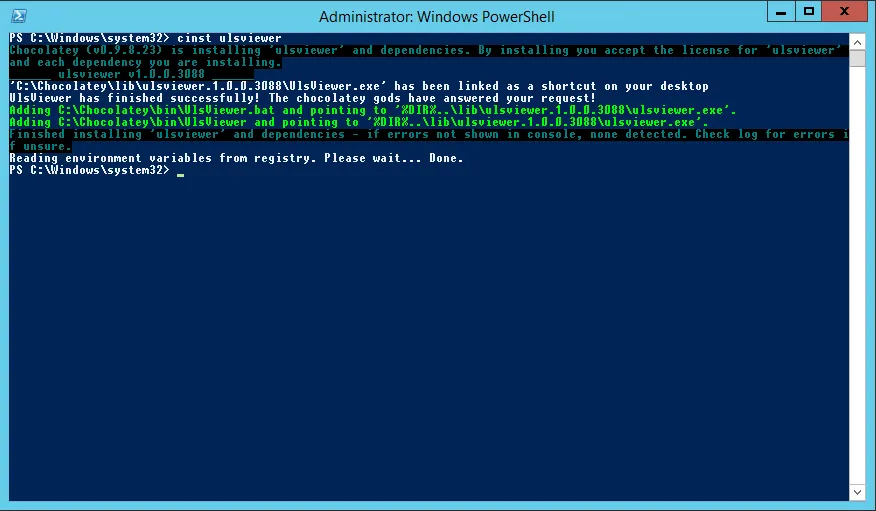 Administrator: Windows PowerShell
PS C:\Windows\system32> cinst ulsviewer
Chocolatey (v0.9.8.23) is installing 'ulsviewer' and dependencies. By installing you accept the license for 'ulsviewer'
and each dependency you are installing.
______ ulsviewer v1.0.0.3088 ______
'C:\Chocolatey\lib\ulsviewer.1.0.0.3088\UlsViewer.exe' has been linked as a shortcut on your desktop
UlsViewer has finished successfully! The chocolatey gods have answered your request!
Adding C:\Chocolatey\bin\UlsViewer.bat and pointing to '%DIR%..\lib\ulsviewer.1.0.0.3088\ulsviewer.exe'.
Adding C:\Chocolatey\bin\UlsViewer and pointing to '%DIR%..\lib\ulsviewer.1.0.0.3088\ulsviewer.exe'.
Finished installing 'ulsviewer' and dependencies - if errors not shown in console, none detected. Check log for errors i
f unsure.
Reading environment variables from registry. Please wait... Done.
PS C:\Windows\system32> _